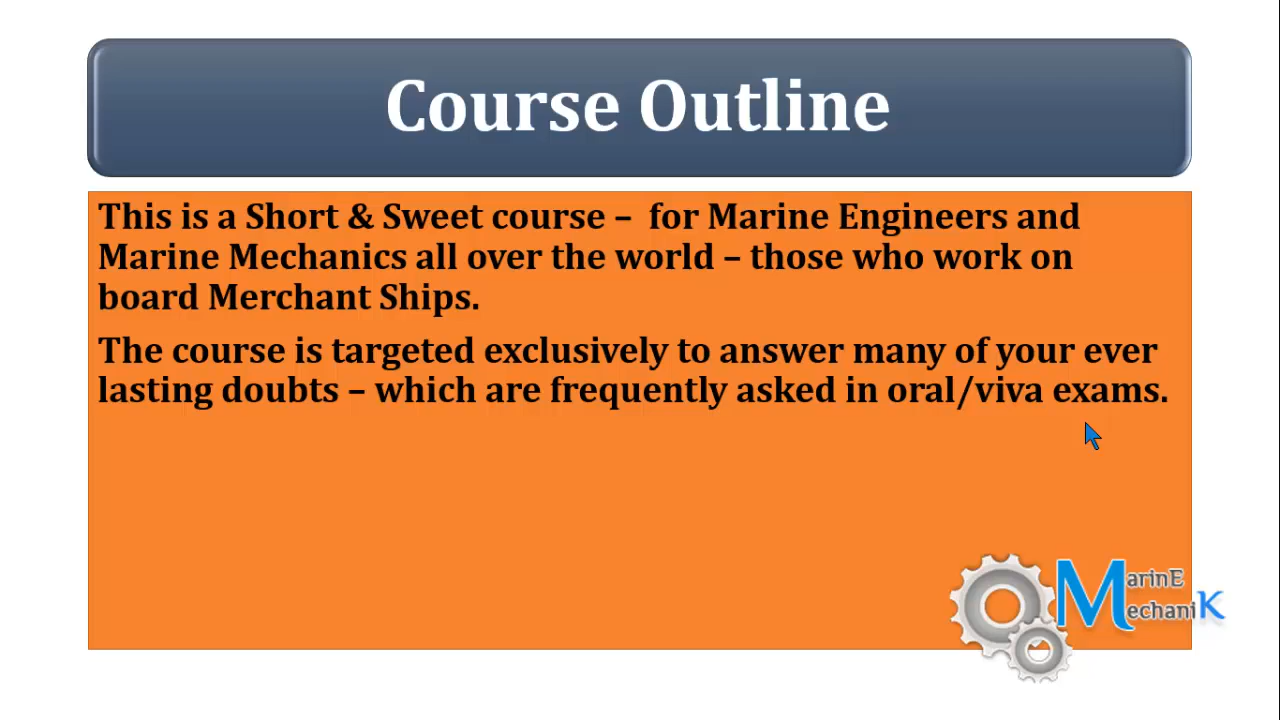 Course Outline
This is a Short & Sweet course – for Marine Engineers and
Marine Mechanics all over the world – those who work on
board Merchant Ships.
The course is targeted exclusively to answer many of your ever
lasting doubts – which are frequently asked in oral/viva exams.
MarinE
MechaniK